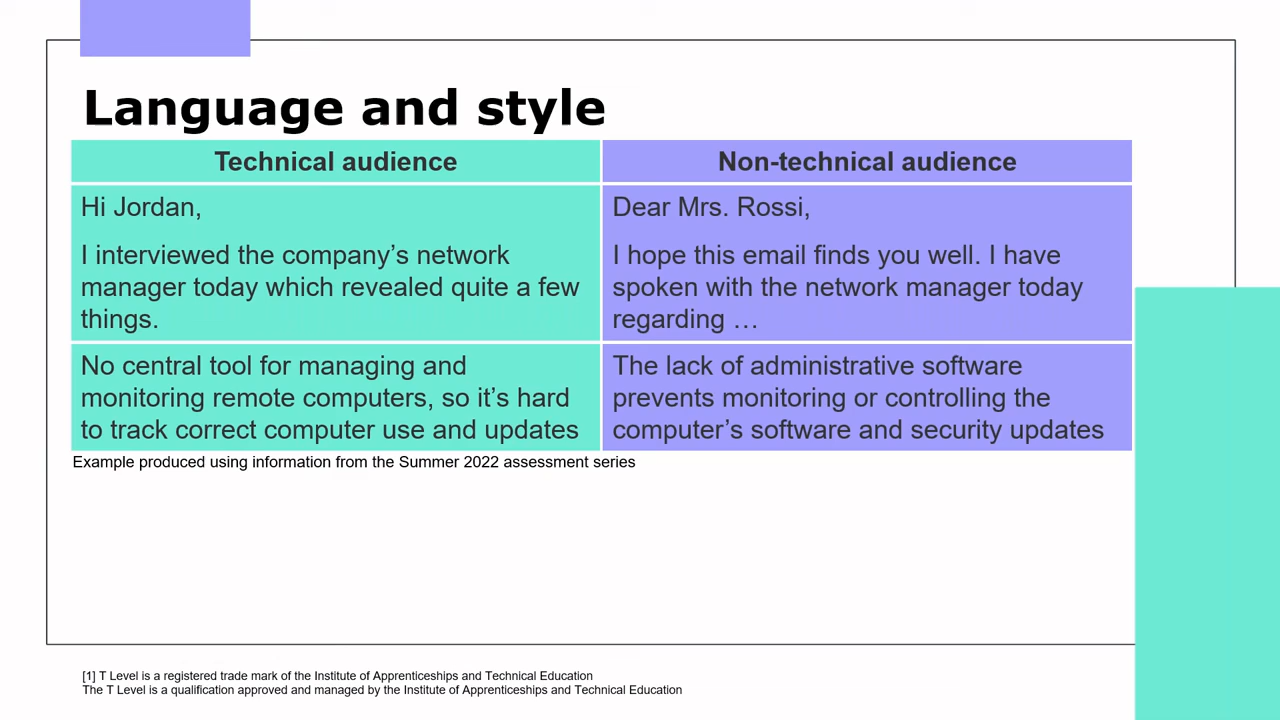 Language and style
Technical audience
Non-technical audience
Hi Jordan,
I interviewed the company’s network
manager today which revealed quite a few
things.
Dear Mrs. Rossi,
I hope this email finds you well. I have
spoken with the network manager today
regarding …
No central tool for managing and
monitoring remote computers, so it’s hard
to track correct computer use and updates
The lack of administrative software
prevents monitoring or controlling the
computer’s software and security updates
Example produced using information from the Summer 2022 assessment series
[1] T Level is a registered trade mark of the Institute of Apprenticeships and Technical Education
The T Level is a qualification approved and managed by the Institute of Apprenticeships and Technical Education